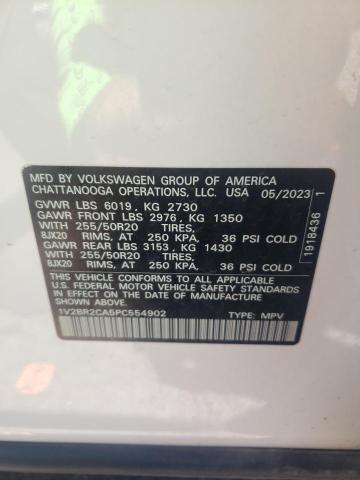 MFD BY VOLKSWAGEN GROUP OF AMERICA
CHATTANOOGA OPERATIONS, LLC. USA 05/2023
GVWR LBS 6019, KG 2730
GAWR FRONT LBS 2976, KG 1350
WITH 255/50R20 TIRES,
8JX20 RIMS, AT 250 KPA, 36 PSI COLD
GAWR REAR LBS 3153, KG 1430
WITH 255/50R20 TIRES,
8JX20 RIMS, AT 250 KPA, 36 PSI COLD
THIS VEHICLE CONFORMS TO ALL APPLICABLE
U.S. FEDERAL MOTOR VEHICLE SAFETY STANDARDS
IN EFFECT ON THE DATE OF MANUFACTURE
SHOWN ABOVE.
1V2BR2CA5PC554902 TYPE: MPV
1918436 1